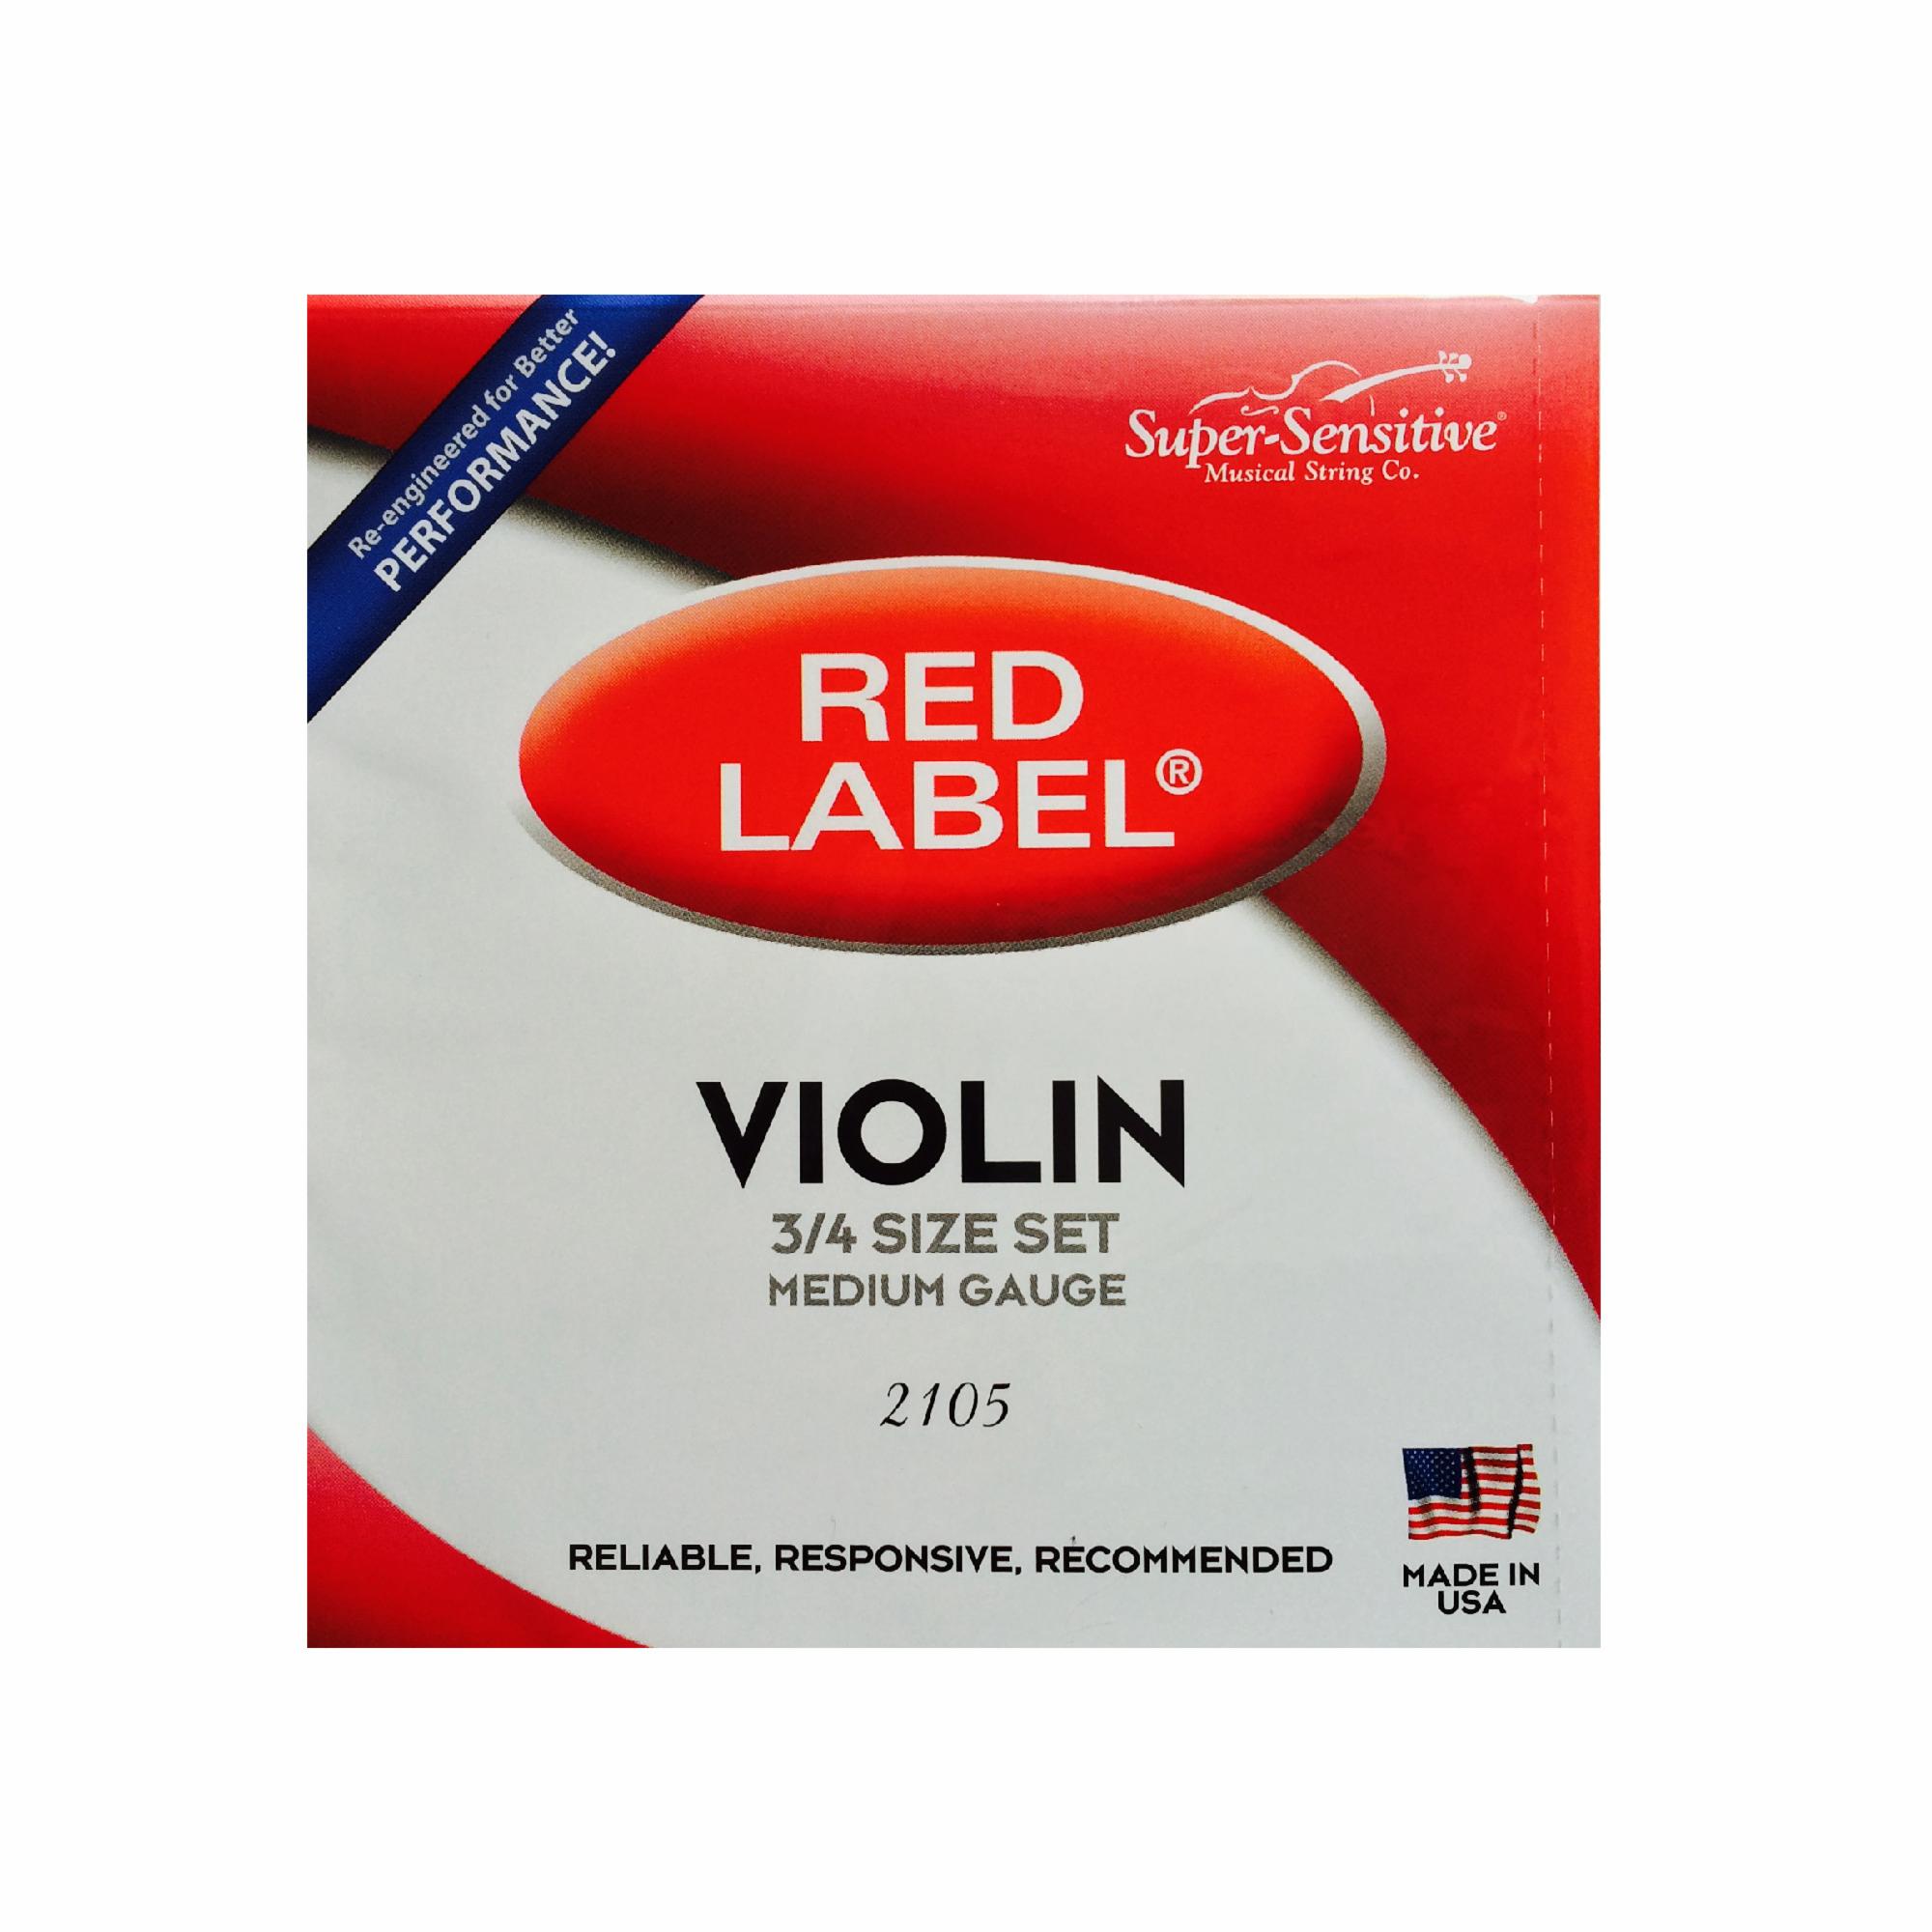 Re-engineered for Better
PERFORMANCE!
Super-Sensitive®
Musical String Co.
RED
LABEL®
VIOLIN
3/4 SIZE SET
MEDIUM GAUGE
2105
RELIABLE, RESPONSIVE, RECOMMENDED
MADE IN
USA